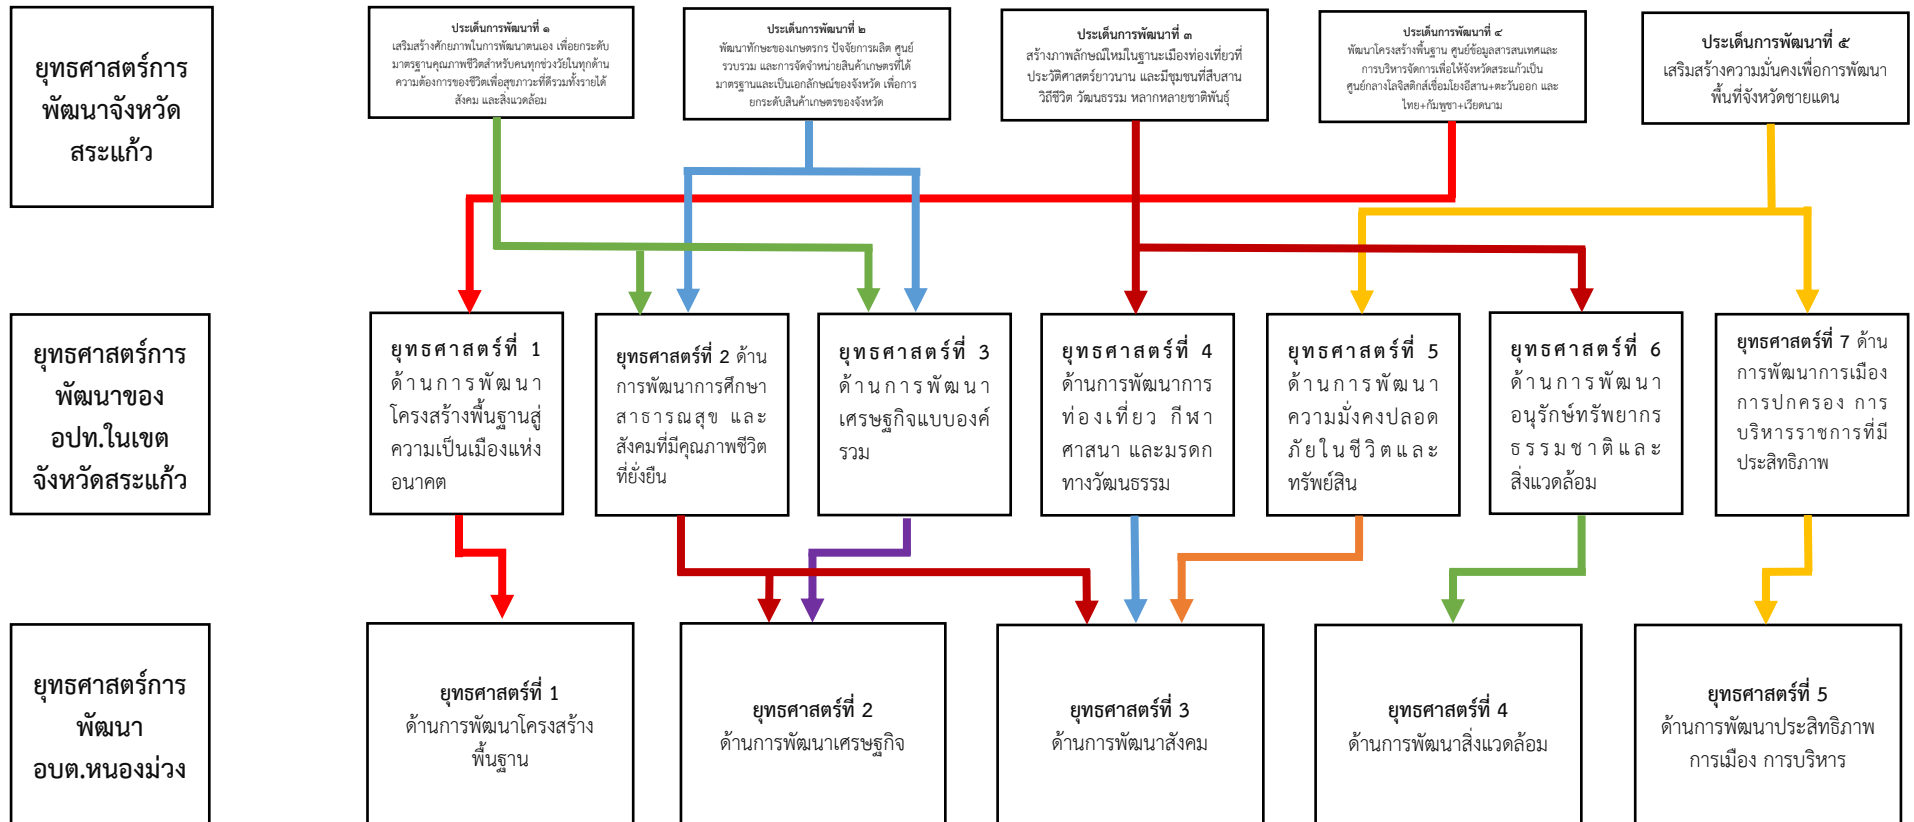 ยุทธศาสตร์การ
พัฒนาจังหวัด
สระแก้ว
ประเด็นการพัฒนาที่ ๑
เสริมสร้างศักยภาพในการพัฒนาตนเอง เพื่อยกระดับ
มาตรฐานคุณภาพชีวิตสำหรับคนทุกช่วงวัยในทุกด้าน
ความต้องการของชีวิตเพื่อสุขภาวะที่ดีรวมทั้งรายได้
สังคม และสิ่งแวดล้อม
ประเด็นการพัฒนาที่ ๒
พัฒนาทักษะของเกษตรกร ปัจจัยการผลิต ศูนย์
รวบรวม และการจัดจำหน่ายสินค้าเกษตรที่ได้
มาตรฐานและเป็นเอกลักษณ์ของจังหวัด เพื่อการ
ยกระดับสินค้าเกษตรของจังหวัด
ประเด็นการพัฒนาที่ ๓
สร้างภาพลักษณ์ใหม่ในฐานะเมืองท่องเที่ยวที่
ประวัติศาสตร์ยาวนาน และมีชุมชนที่สืบสาน
วิถีชีวิต วัฒนธรรม หลากหลายชาติพันธุ์
ประเด็นการพัฒนาที่ ๔
พัฒนาโครงสร้างพื้นฐาน ศูนย์ข้อมูลสารสนเทศและ
การบริหารจัดการเพื่อให้จังหวัดสระแก้วเป็น
ศูนย์กลางโลจิสติกส์เชื่อมโยงอีสาน+ตะวันออก และ
ไทย+กัมพูชา+เวียดนาม
ประเด็นการพัฒนาที่ ๕
เสริมสร้างความมั่นคงเพื่อการพัฒนา
พื้นที่จังหวัดชายแดน
ยุทธศาสตร์การ
พัฒนาของ
อปท.ในเขต
จังหวัดสระแก้ว
ยุทธศาสตร์ที่ 1
ด้านการพัฒนา
โครงสร้างพื้นฐานสู่
ความเป็นเมืองแห่ง
อนาคต
ยุทธศาสตร์ที่ 2 ด้าน
การพัฒนาการศึกษา
สาธารณสุข และ
สังคมที่มีคุณภาพชีวิต
ที่ยั่งยืน
ยุทธศาสตร์ที่ 3
ด้านการพัฒนา
เศรษฐกิจแบบองค์
รวม
ยุทธศาสตร์ที่ 4
ด้านการพัฒนาการ
ท่องเที่ยว กีฬา
ศาสนา และมรดก
ทางวัฒนธรรม
ยุทธศาสตร์ที่ 5
ด้านการพัฒนา
ความมั่งคงปลอด
ภัยในชีวิตและ
ทรัพย์สิน
ยุทธศาสตร์ที่ 6
ด้านการพัฒนา
อนุรักษ์ทรัพยากร
ธรรมชาติและ
สิ่งแวดล้อม
ยุทธศาสตร์ที่ 7 ด้าน
การพัฒนาการเมือง
การปกครอง การ
บริหารราชการที่มี
ประสิทธิภาพ
ยุทธศาสตร์การ
พัฒนา
อบต.หนองม่วง
ยุทธศาสตร์ที่ 1
ด้านการพัฒนาโครงสร้าง
พื้นฐาน
ยุทธศาสตร์ที่ 2
ด้านการพัฒนาเศรษฐกิจ
ยุทธศาสตร์ที่ 3
ด้านการพัฒนาสังคม
ยุทธศาสตร์ที่ 4
ด้านการพัฒนาสิ่งแวดล้อม
ยุทธศาสตร์ที่ 5
ด้านการพัฒนาประสิทธิภาพ
การเมือง การบริหาร